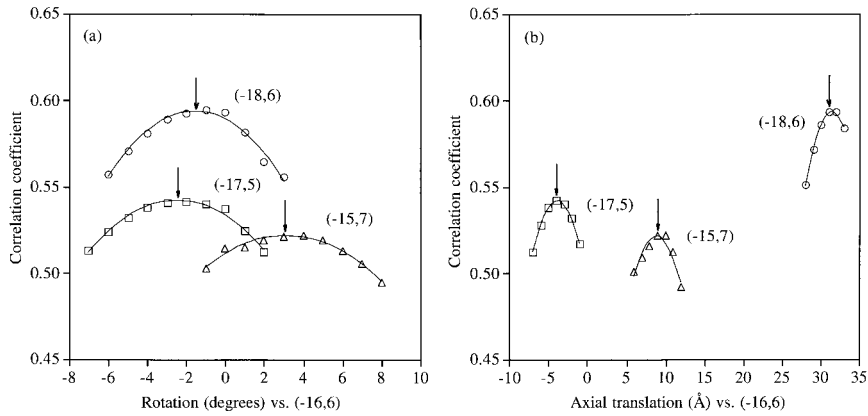 (a)
Correlation coefficient
0.65
0.60
0.55
0.50
0.45
(-18,6)
(-17,5)
(-15,7)
-8 -6 -4 -2 0 2 4 6 8 10
Rotation (degrees) vs. (-16,6)
(b)
Correlation coefficient
0.65
0.60
0.55
0.50
0.45
(-18,6)
(-17,5)
(-15,7)
-10 -5 0 5 10 15 20 25 30 35
Axial translation (Å) vs. (-16,6)